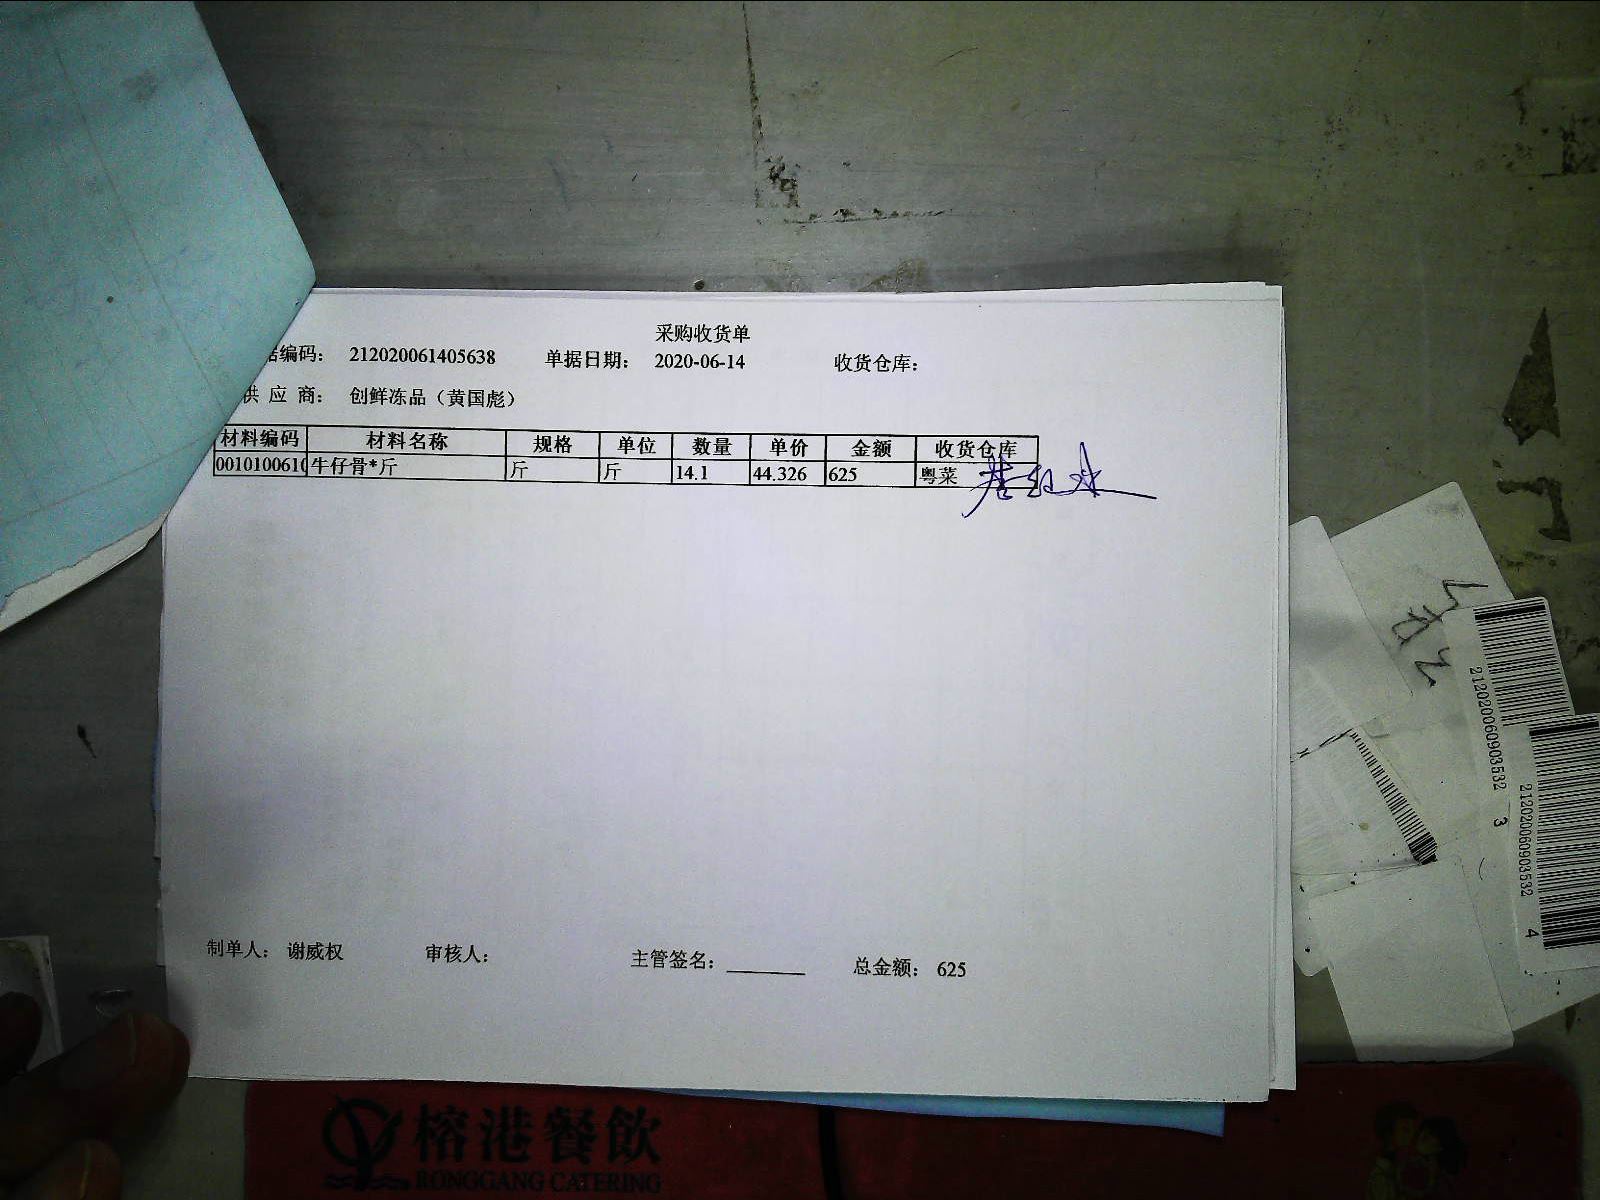 采购收货单
据编码: 212020061405638 单据日期: 2020-06-14 收货仓库:
供 应 商: 创鲜冻品（黄国彪）
材料编码 材料名称 规格 单位 数量 单价 金额 收货仓库
001010061 牛仔骨*斤 斤 斤 14.1 44.326 625 粤菜
制单人: 谢威权 审核人: 主管签名: ______ 总金额: 625
212020060903532 3
212020060903532 4
榕港餐飲
RONGGANG CATERING